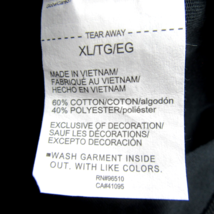 TEAR AWAY
XL/TG/EG
MADE IN VIETNAM/
FABRIQUÉ AU VIETNAM/
HECHO EN VIETNAM
60% COTTON/COTON/algodón
40% POLYESTER/poliéster
EXCLUSIVE OF DECORATION/
SAUF LES DÉCORATIONS/
EXCEPTO DECORACIÓN
*WASH GARMENT INSIDE
OUT. WITH LIKE COLORS.
RN#96510
CA#41095